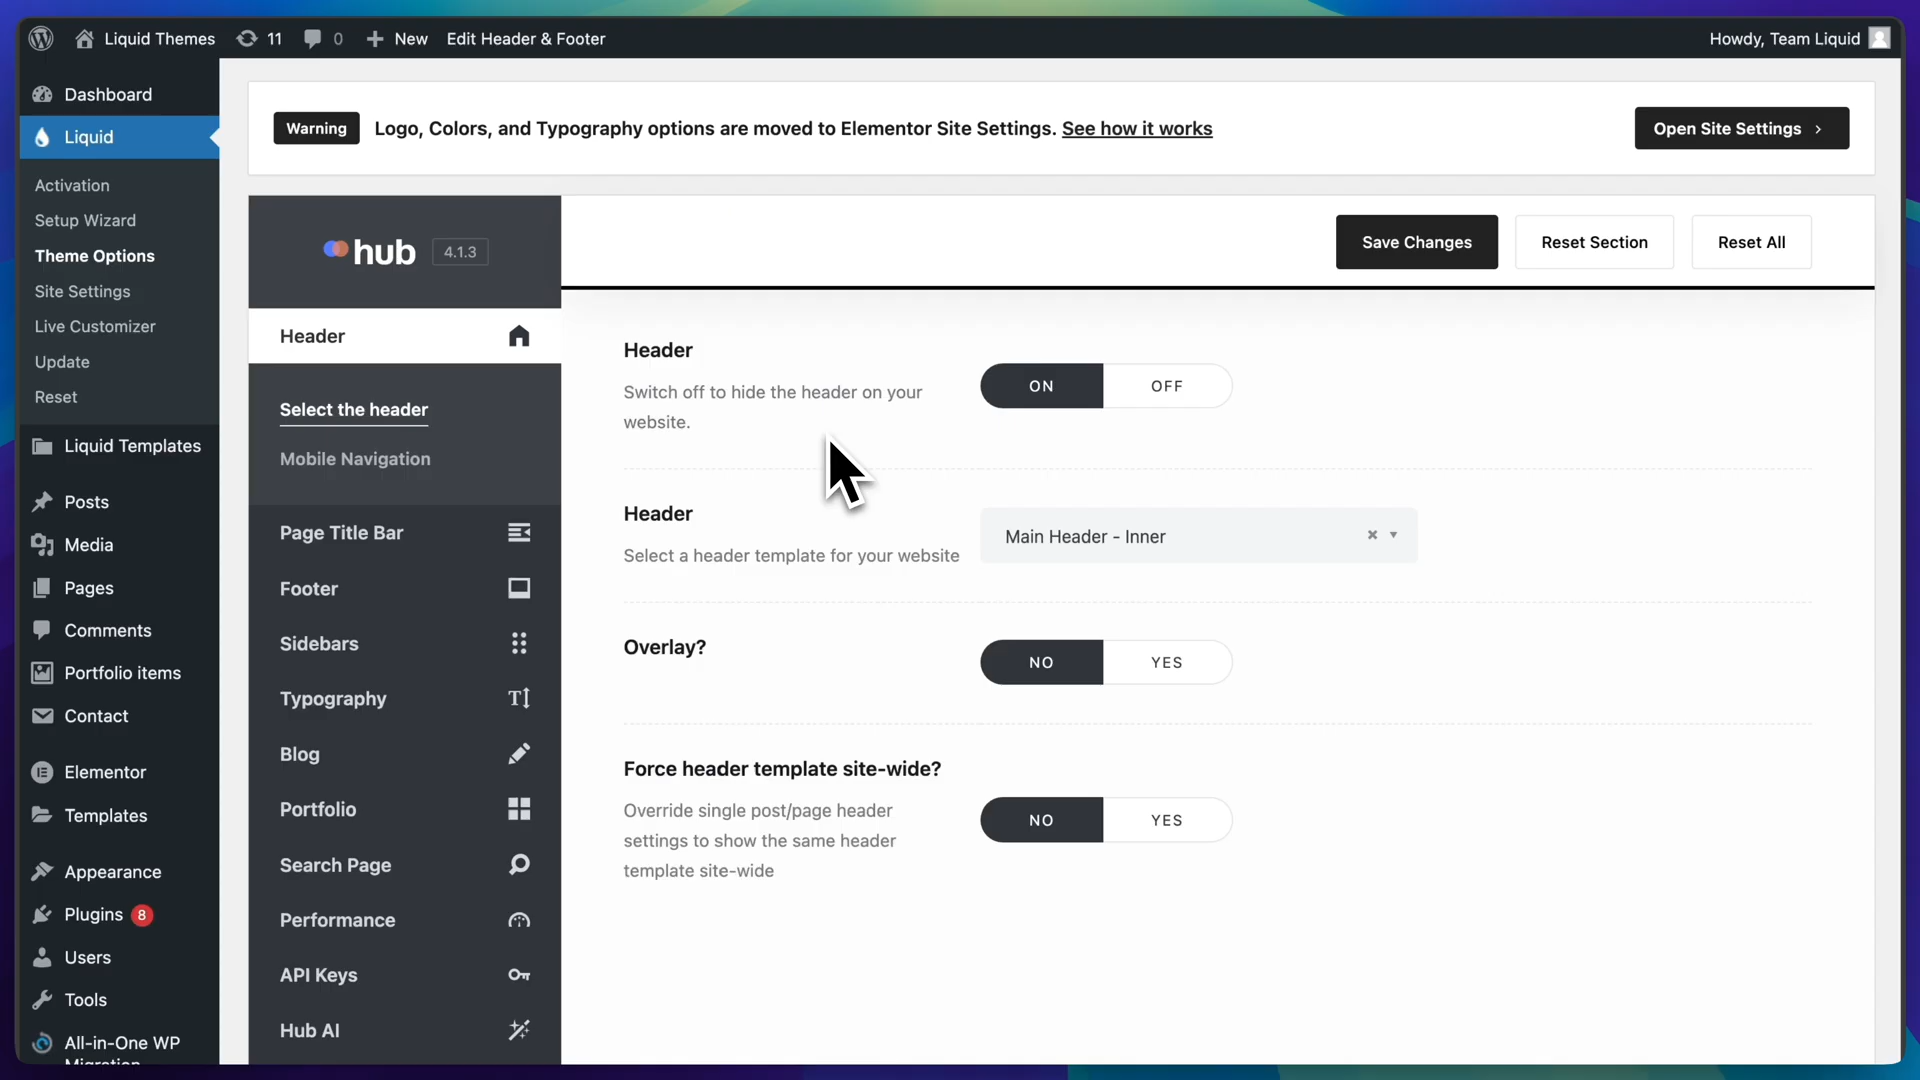 Liquid Themes 11 0 New Edit Header & Footer Howdy, Team Liquid
Dashboard
Liquid
Activation
Setup Wizard
Theme Options
Site Settings
Live Customizer
Update
Reset
Liquid Templates
Posts
Media
Pages
Comments
Portfolio items
Contact
Elementor
Templates
Appearance
Plugins 8
Users
Tools
All-in-One WP
Migration
Warning Logo, Colors, and Typography options are moved to Elementor Site Settings. See how it works Open Site Settings
hub 4.1.3
Save Changes Reset Section Reset All
Header
Select the header
Mobile Navigation
Page Title Bar
Footer
Sidebars
Typography
Blog
Portfolio
Search Page
Performance
API Keys
Hub AI
Header
Switch off to hide the header on your
website.
ON OFF
Header
Select a header template for your website
Main Header - Inner
Overlay?
NO YES
Force header template site-wide?
Override single post/page header
settings to show the same header
template site-wide
NO YES